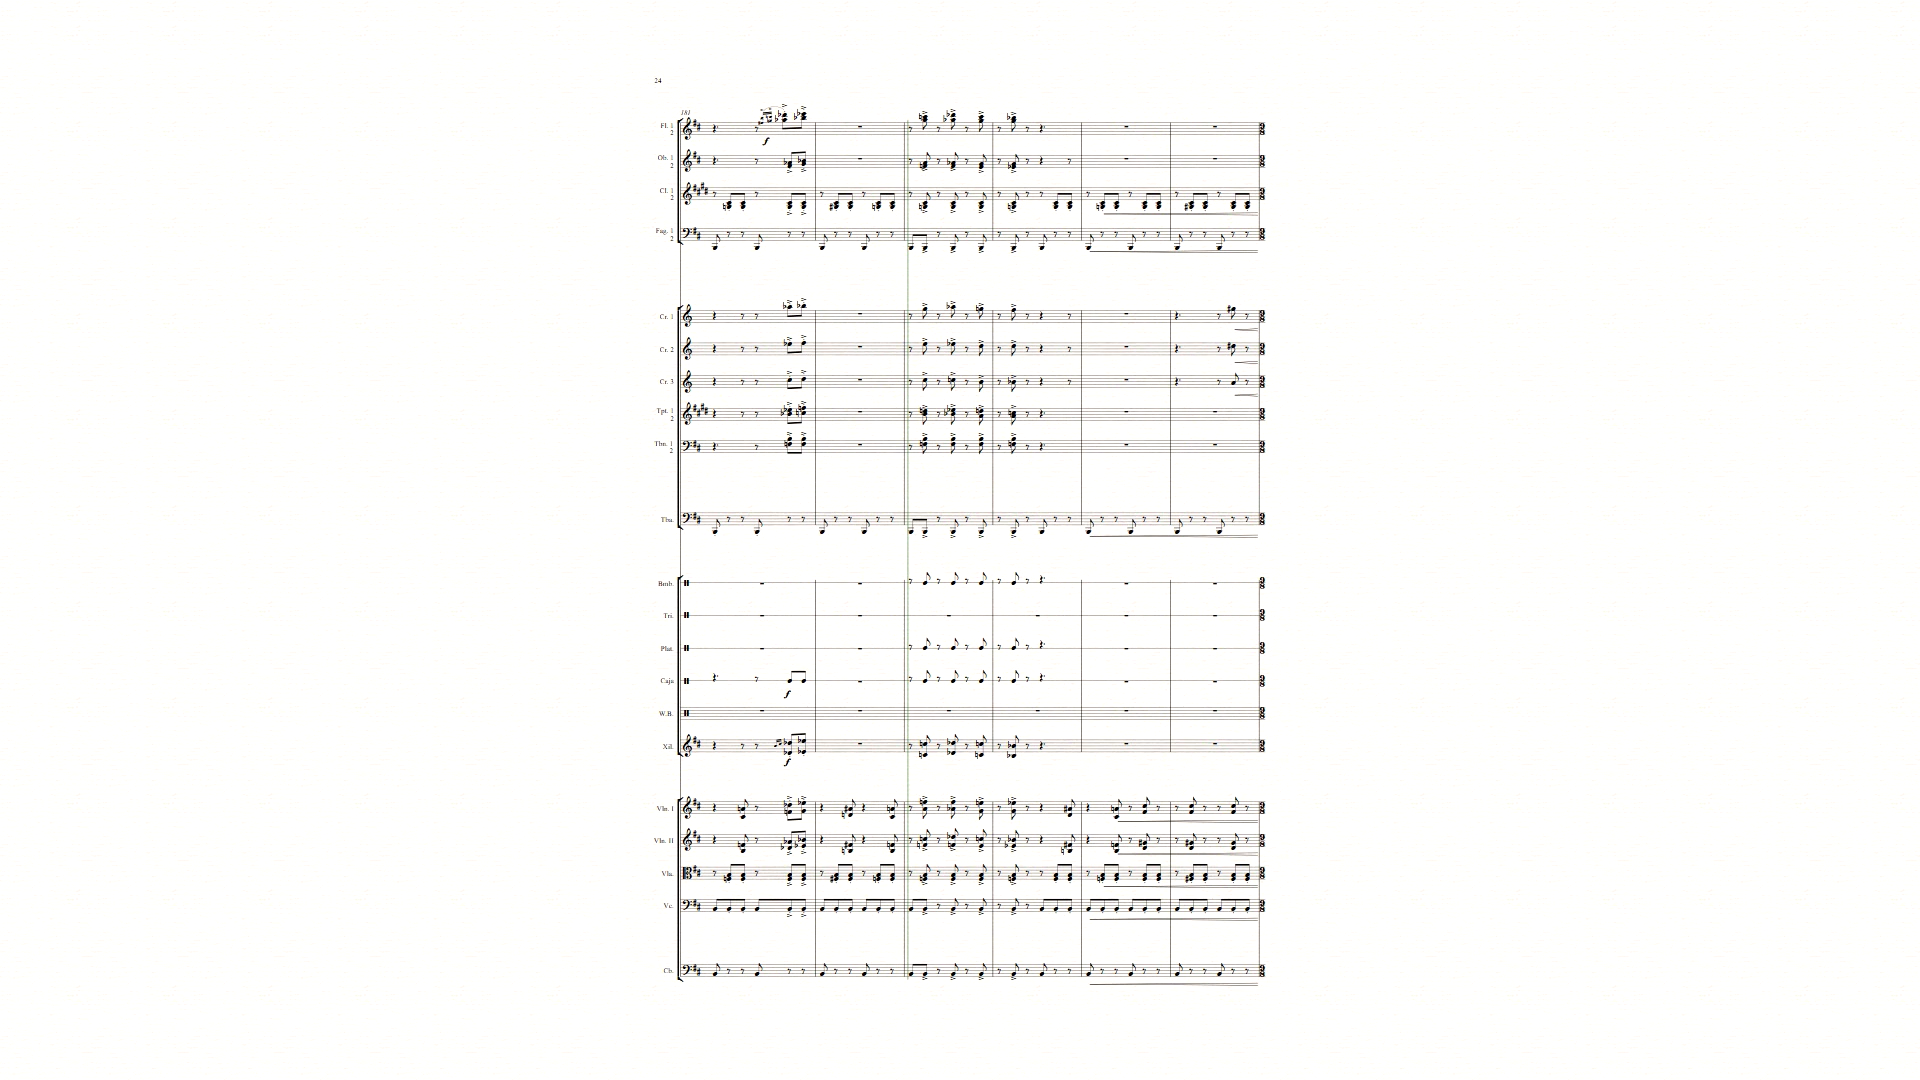 24
181
Fl. 1
2
f
Ob. 1
2
Cl. 1
2
Fag. 1
2
Cr. 1
Cr. 2
Cr. 3
Tpt. 1
2
Tbn. 1
2
Tba.
Bmb.
Tri.
Plat.
Caja
f
W.B.
Xil.
f
Vln. I
Vln. II
Vla.
Vc.
Cb.